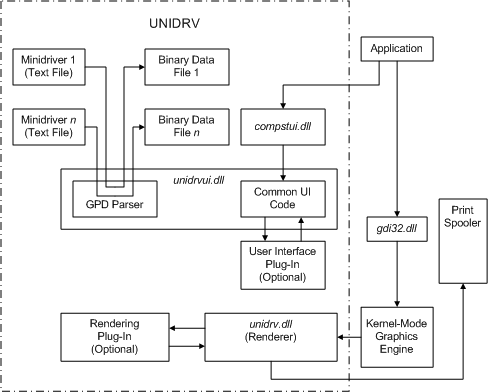 UNIDRV
Minidriver 1
(Text File)
Binary Data
File 1
Application
Minidriver n
(Text File)
Binary Data
File n
compstui.dll
unidrvui.dll
GPD Parser
Common UI
Code
Print
Spooler
gdi32.dll
User Interface
Plug-In
(Optional)
Rendering
Plug-In
(Optional)
unidrv.dll
(Renderer)
Kernel-Mode
Graphics
Engine